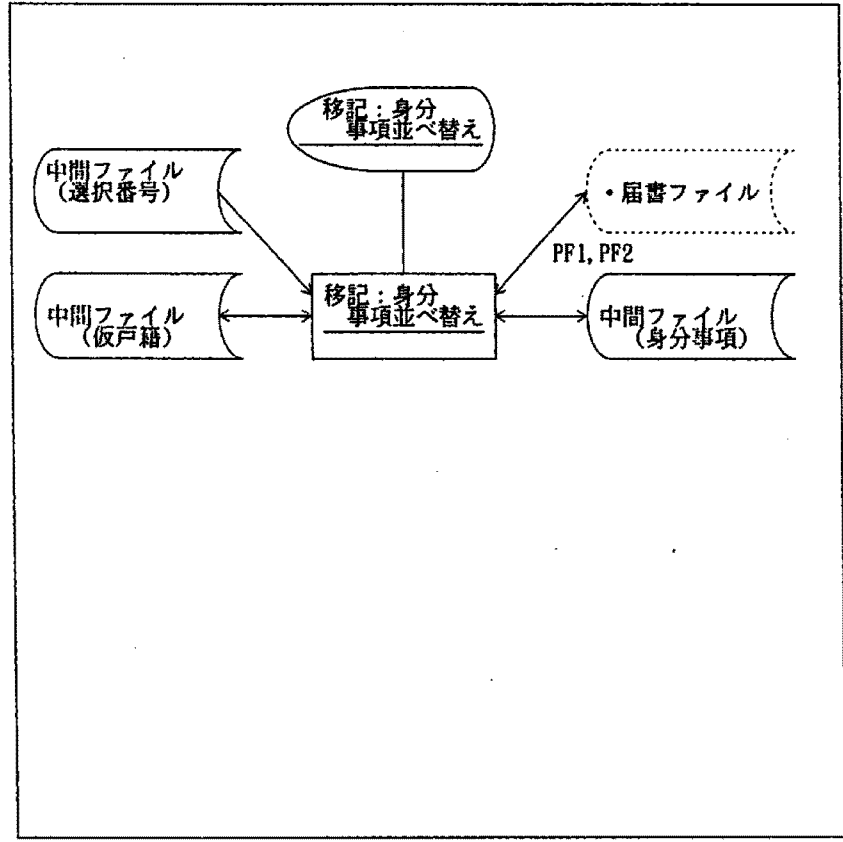 移記：身分
事項並べ替え
中間ファイル
（選択番号）
・届書ファイル
PF1, PF2
中間ファイル
（仮戸籍）
移記：身分
事項並べ替え
中間ファイル
（身分事項）